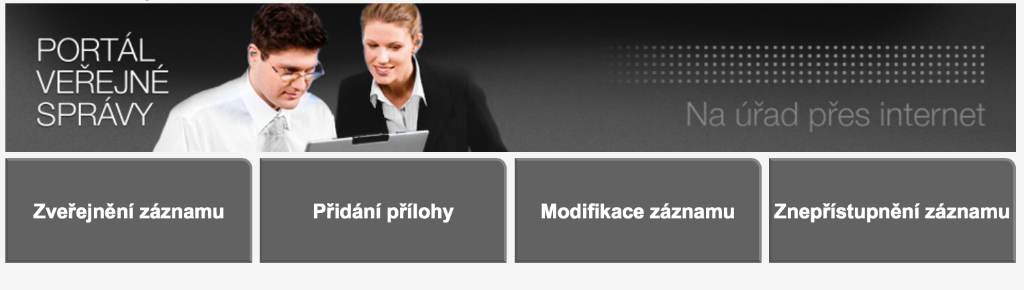 PORTÁL
VEŘEJNÉ
SPRÁVY
Na úřad přes internet
Zveřejnění záznamu
Přidání přílohy
Modifikace záznamu
Znepřístupnění záznamu